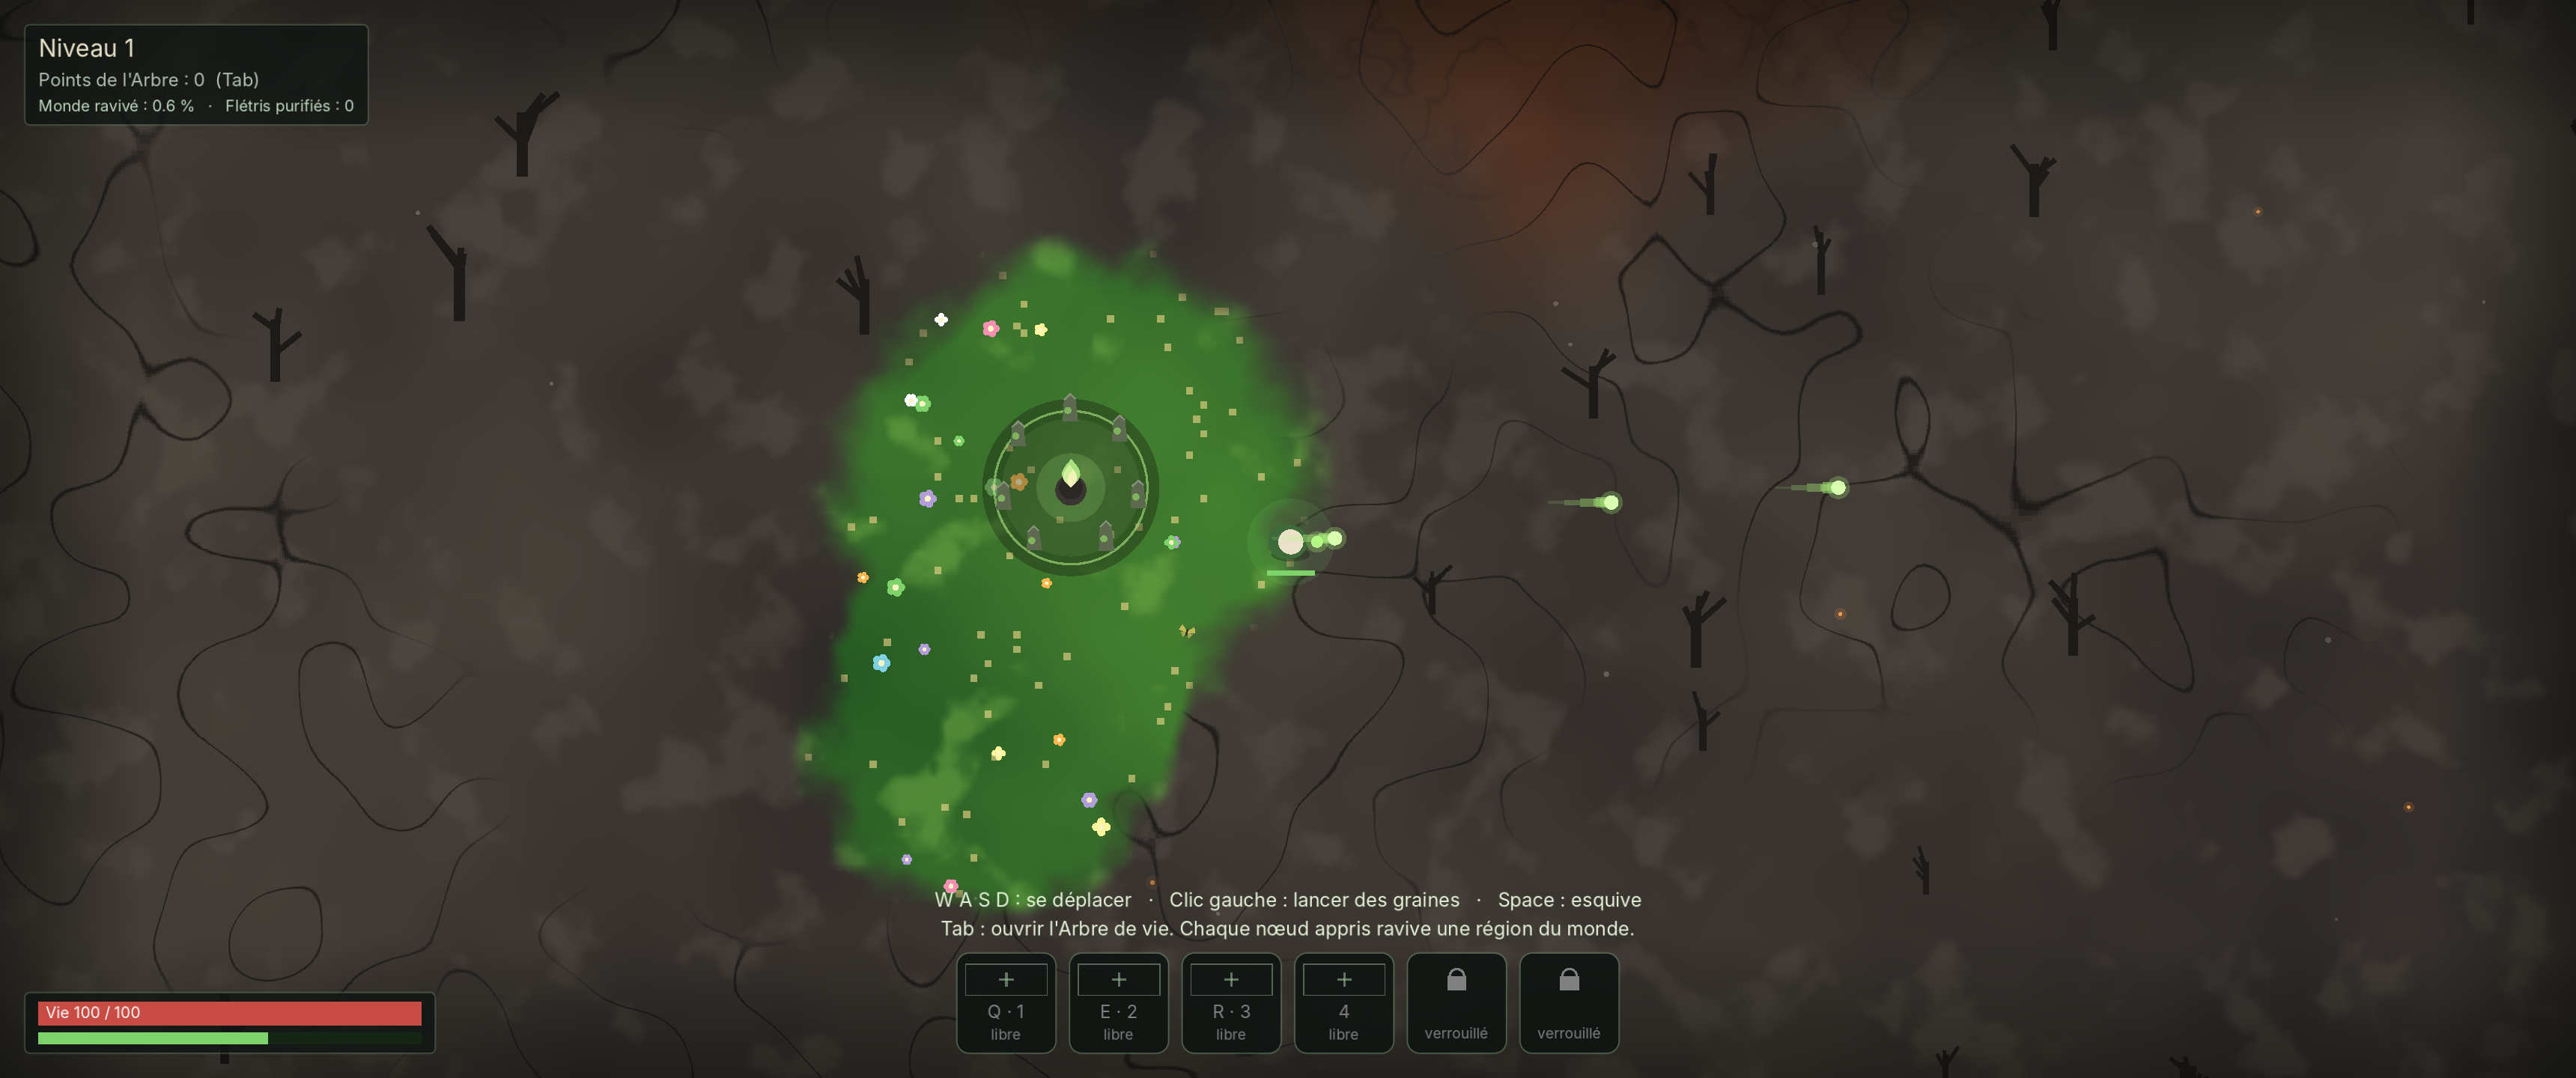 Niveau 1
Points de l'Arbre : 0 (Tab)
Monde ravivé : 0.6 % · Flétris purifiés : 0
W A S D : se déplacer · Clic gauche : lancer des graines · Space : esquive
Tab : ouvrir l'Arbre de vie. Chaque nœud appris ravive une région du monde.
Q · 1
libre
E · 2
libre
R · 3
libre
4
libre
verrouillé
verrouillé
Vie 100 / 100